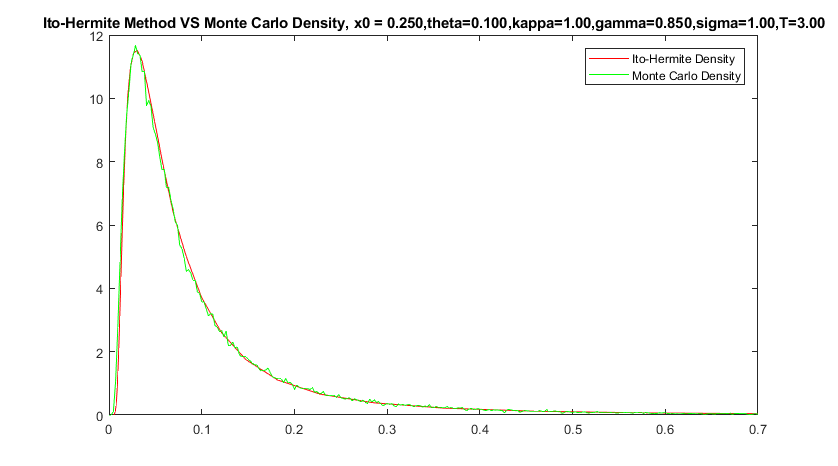 Ito-Hermite Method VS Monte Carlo Density, x0 = 0.250,theta=0.100,kappa=1.00,gamma=0.850,sigma=1.00,T=3.00
12
Ito-Hermite Density
Monte Carlo Density
10
8
6
4
2
0
0 0.1 0.2 0.3 0.4 0.5 0.6 0.7